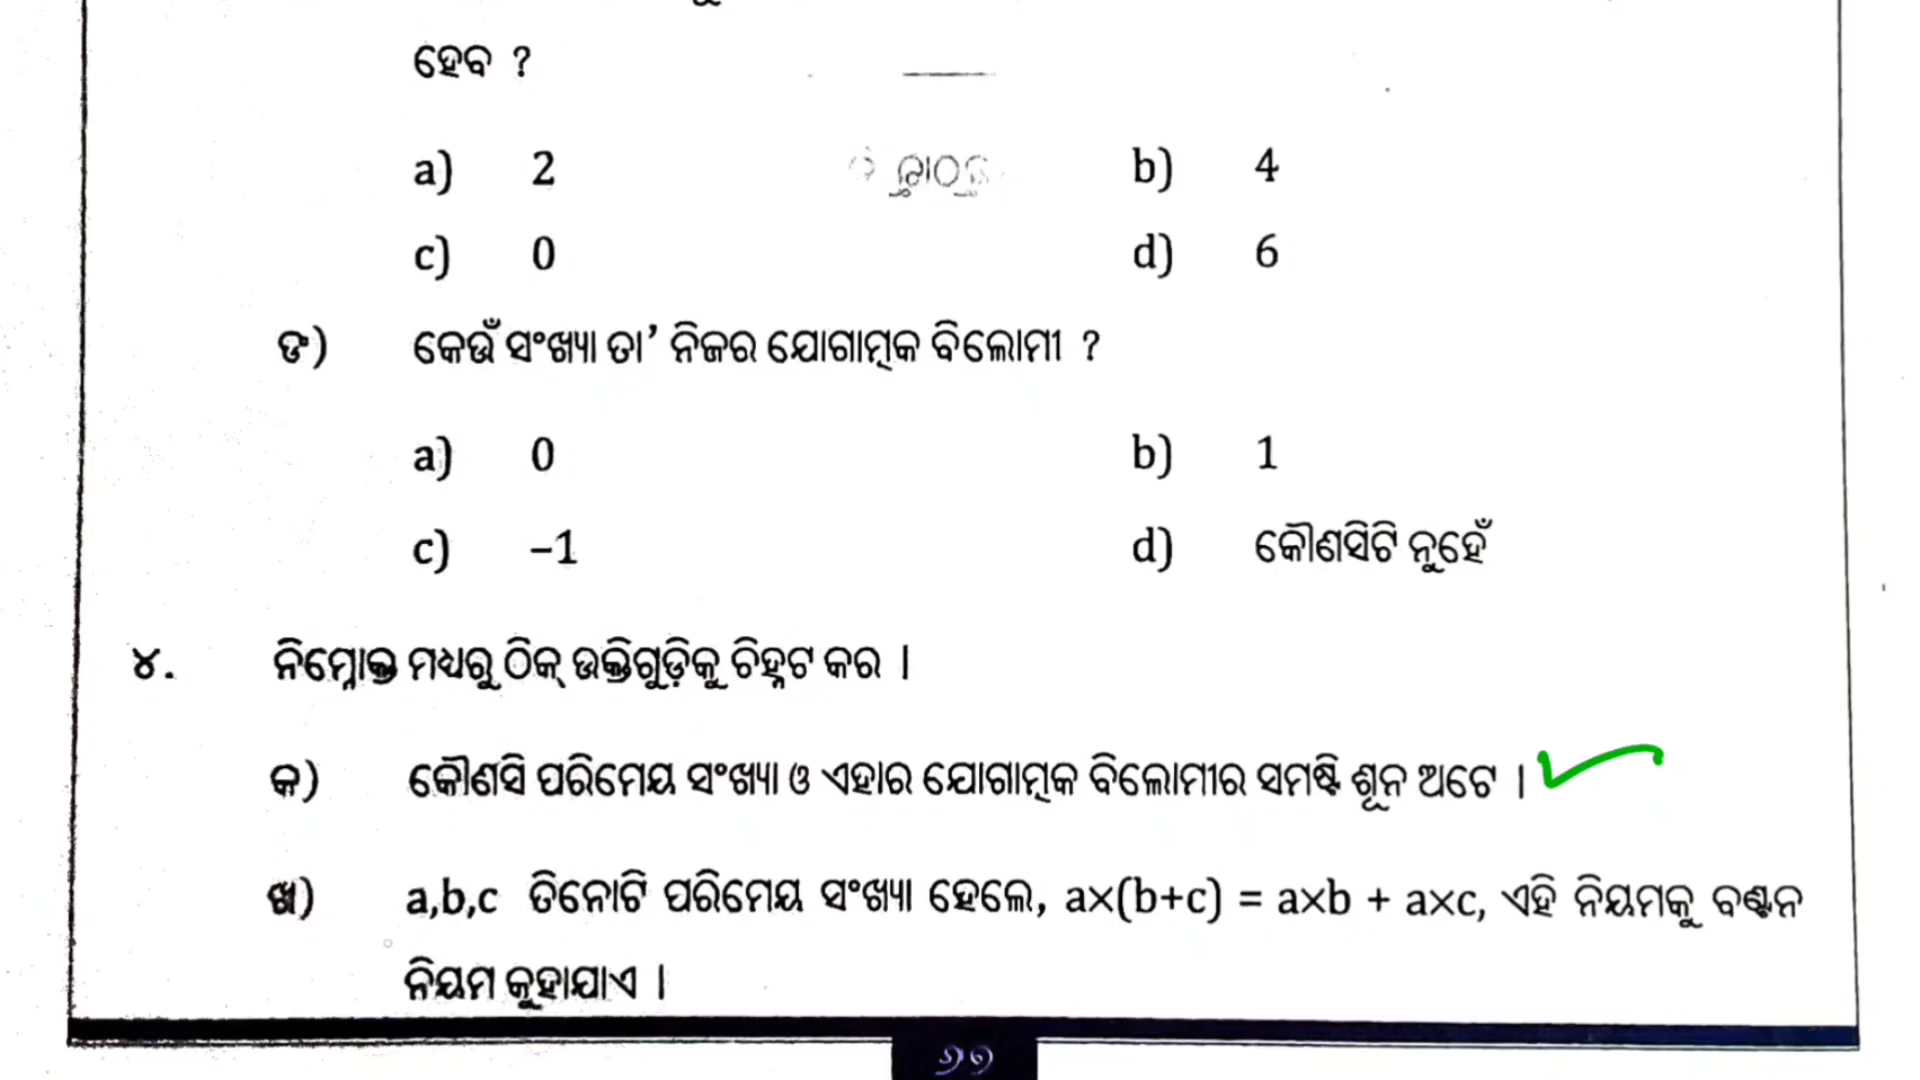 ହେବ ?
a) 2 b) 4
c) 0 d) 6
ଙ) କେଉଁ ସଂଖ୍ୟା ତା’ ନିଜର ଯୋଗାତ୍ମକ ବିଲୋମୀ ?
a) 0 b) 1
c) –1 d) କୌଣସିଟି ନୁହେଁ
୪. ନିମ୍ନୋକ୍ତ ମଧ୍ୟରୁ ଠିକ୍ ଉକ୍ତିଗୁଡ଼ିକୁ ଚିହ୍ନଟ କର ।
କ) କୌଣସି ପରିମେୟ ସଂଖ୍ୟା ଓ ଏହାର ଯୋଗାତ୍ମକ ବିଲୋମୀର ସମଷ୍ଟି ଶୂନ ଅଟେ ।
ଖ) a,b,c ତିନୋଟି ପରିମେୟ ସଂଖ୍ୟା ହେଲେ, a×(b+c) = a×b + a×c, ଏହି ନିୟମକୁ ବଣ୍ଟନ
ନିୟମ କୁହାଯାଏ ।